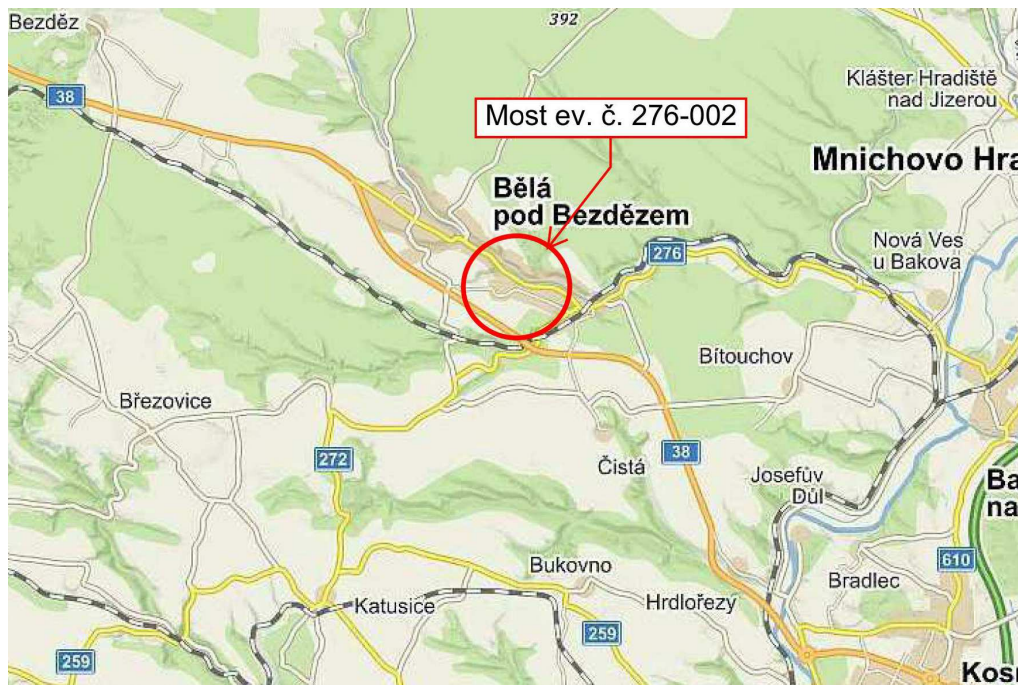 Bezděz
392
Klášter Hradiště
nad Jizerou
38
Most ev. č. 276-002
Mnichovo Hra
Bělá
pod Bezdězem
276
Nová Ves
u Bakova
Bítouchov
Březovice
272
Čistá
38
Josefův
Důl
Ba
na
Bukovno
610
Bradlec
Katusice
Hrdlořezy
259
259
Kosm